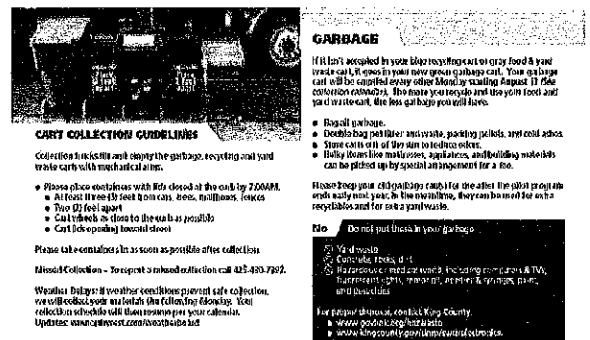 CART COLLECTION GUIDELINES
Collection trucks lift and empty the garbage, recycling and yard
waste carts with mechanical arms.
Please place containers with lids closed at the curb by 7:00AM.
At least three (3) feet from cars, trees, mailboxes, fences
Two (2) feet apart
Cart wheels as close to the curb as possible
Cart lids opening toward street
Please take containers in as soon as possible after collection.
Missed Collection – To report a missed collection call
Weather Delays: If weather conditions prevent safe collection,
we will collect your materials the following Monday. Your
collection schedule will then resume per your calendar.
Updates:
GARBAGE
If it isn't accepted in your blue recycling cart or gray food & yard
waste cart, it goes in your new green garbage cart. Your garbage
cart will be emptied every other Monday starting August (See
collection calendar). The more you recycle and use your food and
yard waste cart, the less garbage you will have.
Bag all garbage.
Double bag pet litter and waste, packing pellets, and cold ashes.
Store carts out of the sun to reduce odors.
Bulky items like mattresses, appliances, and building materials
can be picked up by special arrangement for a fee.
Please keep your old garbage can(s) for use after the pilot program
ends early next year. In the meantime, they can be used for extra
recyclables and for extra yard waste.
No Do not put these in your garbage
Yard waste
Concrete, rocks, dirt
Hazardous or medical waste, including computers & TVs,
fluorescent lights, needles & syringes, paint,
and pesticides
For proper disposal, contact King County.